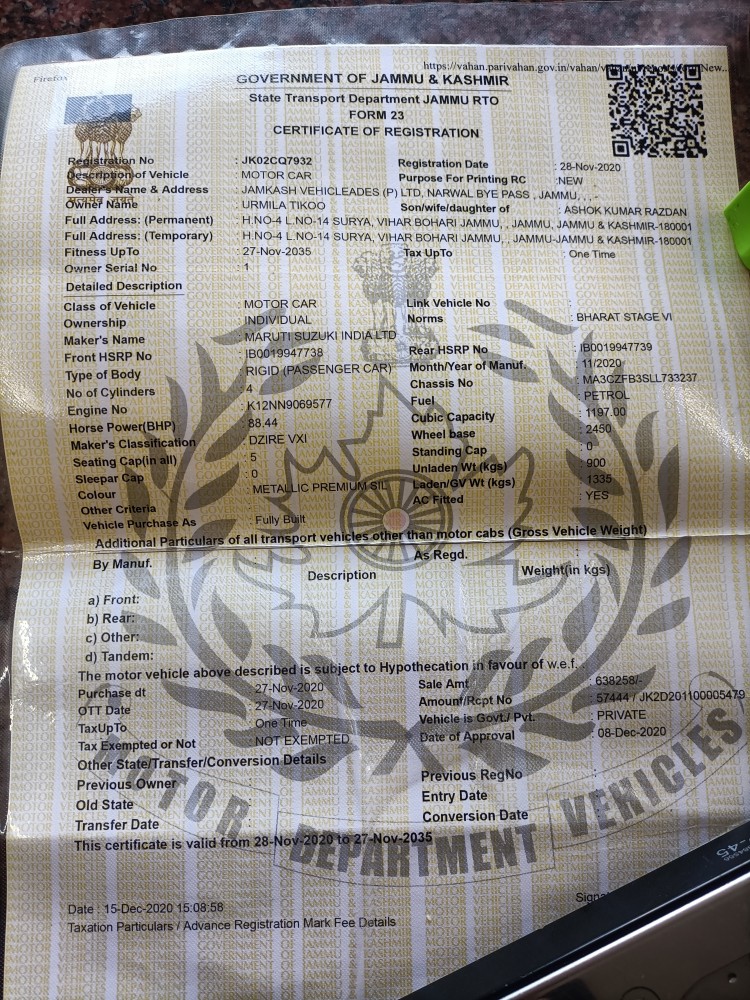 Firefox
https://vahan.parivahan.gov.in/vahan/v
New...
GOVERNMENT OF JAMMU & KASHMIR
State Transport Department JAMMU RTO
FORM 23
CERTIFICATE OF REGISTRATION
सत्यमेव जयते
Registration No : JK02CQ7932 Registration Date : 28-Nov-2020
Description of Vehicle : MOTOR CAR Purpose For Printing RC :NEW
Dealer's Name & Address : JAMKASH VEHICLEADES (P) LTD, NARWAL BYE PASS , JAMMU, , , -
Owner Name : URMILA TIKOO Son/wife/daughter of : ASHOK KUMAR RAZDAN
Full Address: (Permanent) : H.NO-4 L.NO-14 SURYA, VIHAR BOHARI JAMMU, , JAMMU, JAMMU & KASHMIR-180001
Full Address: (Temporary) : H.NO-4 L.NO-14 SURYA, VIHAR BOHARI JAMMU, , JAMMU-JAMMU & KASHMIR-180001
Fitness UpTo : 27-Nov-2035 Tax UpTo : One Time
Owner Serial No : 1
Detailed Description
Class of Vehicle : MOTOR CAR Link Vehicle No :
Ownership : INDIVIDUAL Norms : BHARAT STAGE VI
Maker's Name : MARUTI SUZUKI INDIA LTD
Front HSRP No : IB0019947738 Rear HSRP No : IB0019947739
Type of Body : RIGID (PASSENGER CAR) Month/Year of Manuf. : 11/2020
No of Cylinders : 4 Chassis No : MA3CZFB3SLL733237
Engine No : K12NN9069577 Fuel : PETROL
Horse Power(BHP) : 88.44 Cubic Capacity : 1197.00
Maker's Classification : DZIRE VXI Wheel base : 2450
Seating Cap(in all) : 5 Standing Cap : 0
Sleepar Cap : 0 Unladen Wt (kgs) : 900
Colour : METALLIC PREMIUM SIL Laden/GV Wt (kgs) : 1335
Other Criteria AC Fitted : YES
Vehicle Purchase As : Fully Built
Additional Particulars of all transport vehicles other than motor cabs (Gross Vehicle Weight)
By Manuf. : As Regd. :
Description Weight(in kgs)
a) Front:
b) Rear:
c) Other:
d) Tandem:
The motor vehicle above described is subject to Hypothecation in favour of w.e.f. .
Purchase dt : 27-Nov-2020 Sale Amt : 638258/-
OTT Date : 27-Nov-2020 Amount/Rcpt No : 57444 / JK2D201100005479
TaxUpTo : One Time Vehicle is Govt./ Pvt. : PRIVATE
Tax Exempted or Not : NOT EXEMPTED Date of Approval : 08-Dec-2020
Other State/Transfer/Conversion Details
Previous Owner : Previous RegNo :
Old State : Entry Date :
Transfer Date : Conversion Date :
This certificate is valid from 28-Nov-2020 to 27-Nov-2035
MOTOR VEHICLES DEPARTMENT
Date : 15-Dec-2020 15:08:58
Taxation Particulars / Advance Registration Mark Fee Details